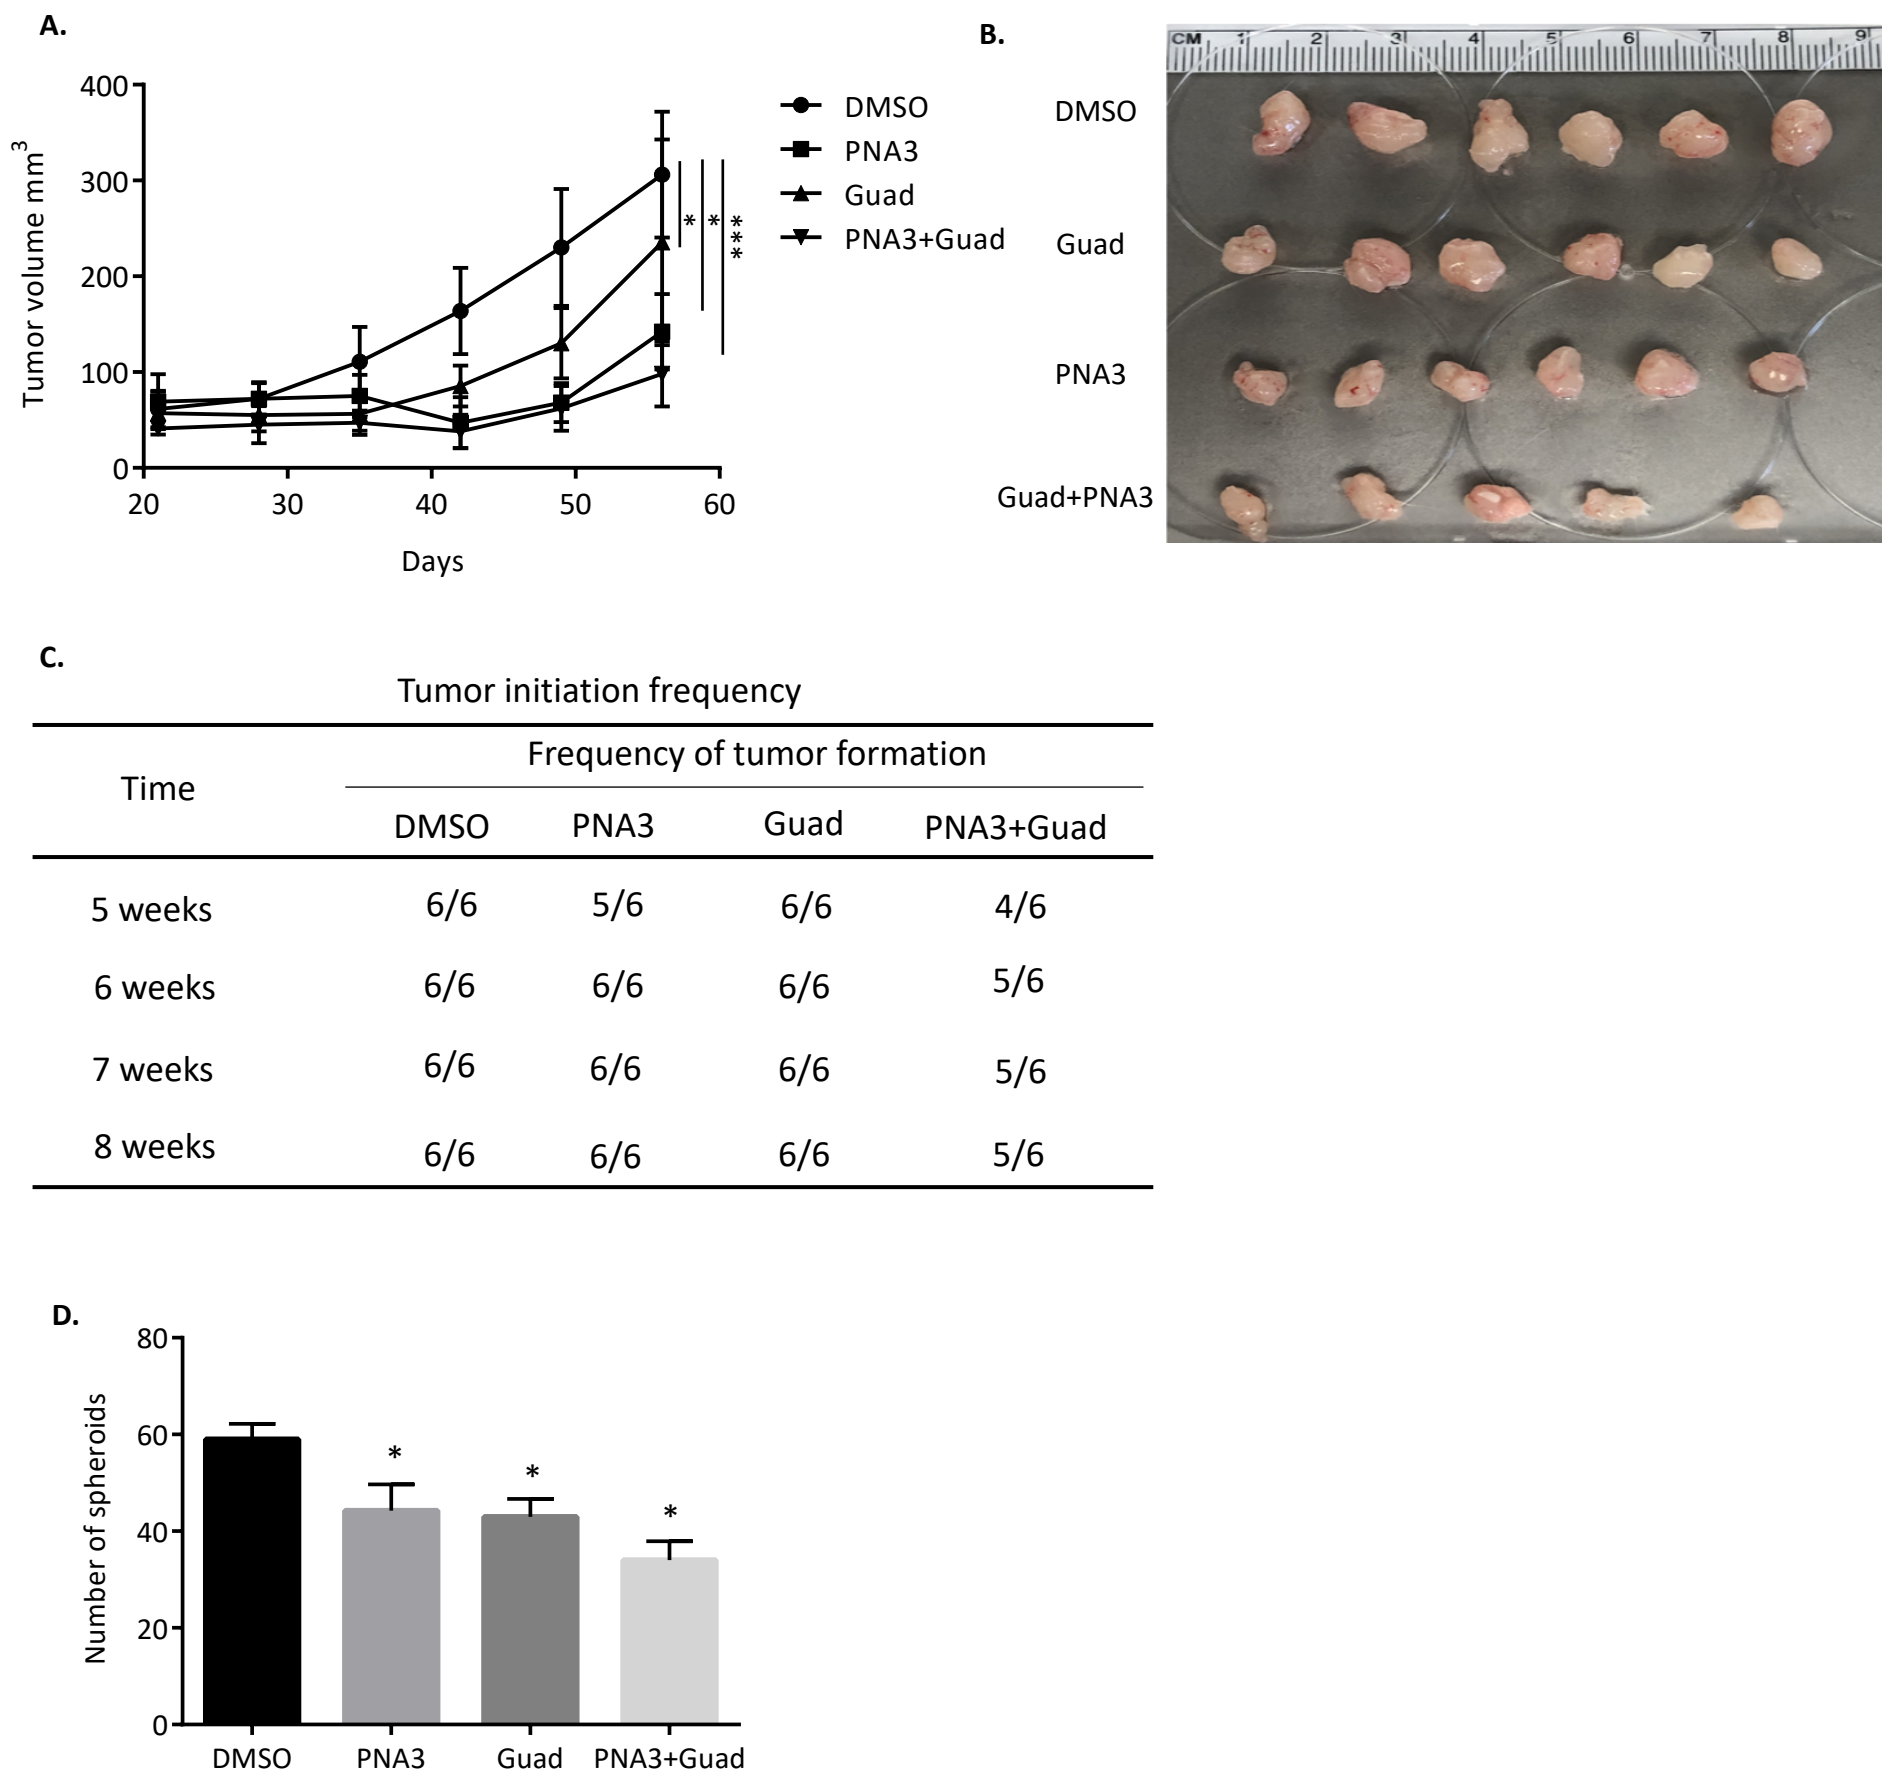 A.
400
300
200
100
0
20 30 40 50 60
Tumor volume mm3
Days
* * ***
DMSO
PNA3
Guad
PNA3+Guad
B.
CM 1 2 3 4 5 6 7 8 9
DMSO
Guad
PNA3
Guad+PNA3
C.
Tumor initiation frequency
Time
Frequency of tumor formation
DMSO PNA3 Guad PNA3+Guad
5 weeks 6/6 5/6 6/6 4/6
6 weeks 6/6 6/6 6/6 5/6
7 weeks 6/6 6/6 6/6 5/6
8 weeks 6/6 6/6 6/6 5/6
D.
80
60
40
20
0
Number of spheroids
* * *
DMSO PNA3 Guad PNA3+Guad